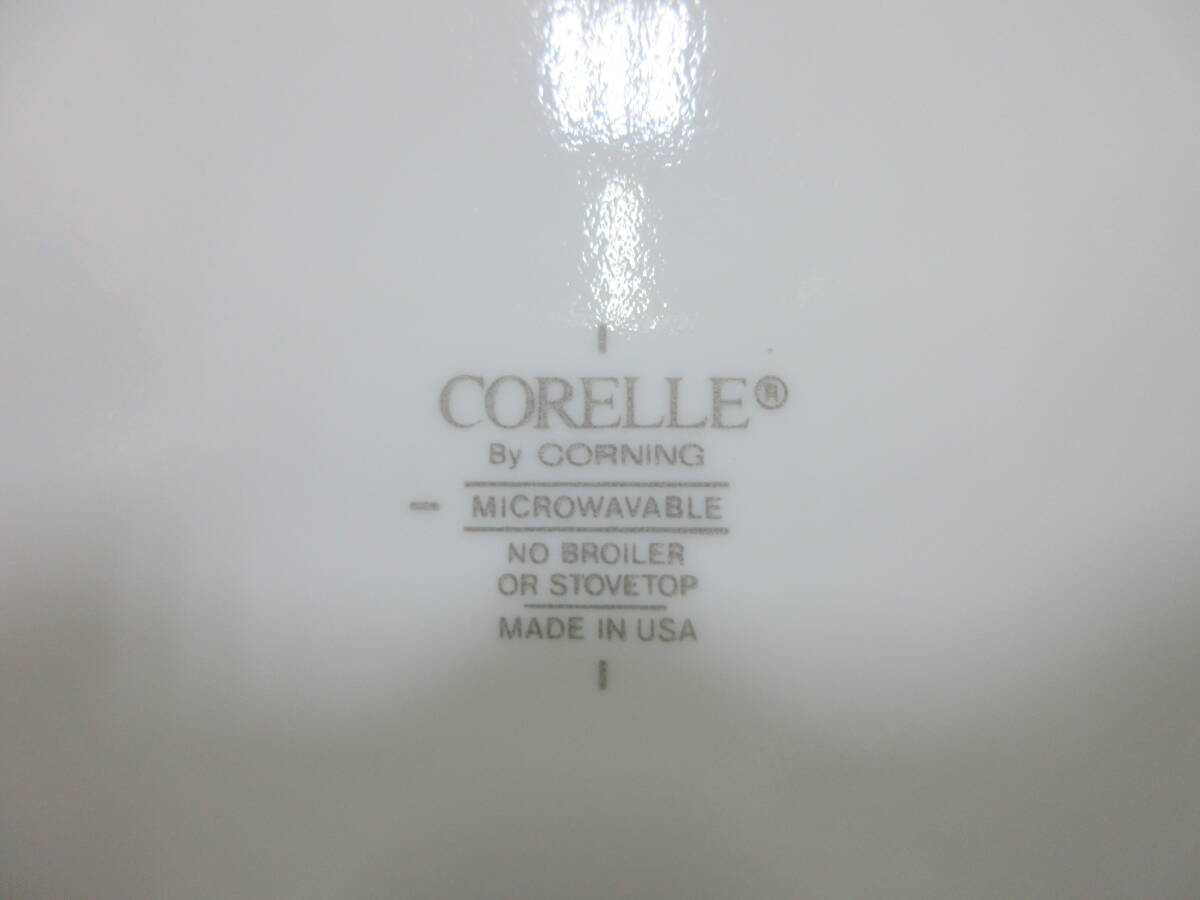 CORELLE®
By CORNING
MICROWAVABLE
NO BROILER
OR STOVETOP
MADE IN USA